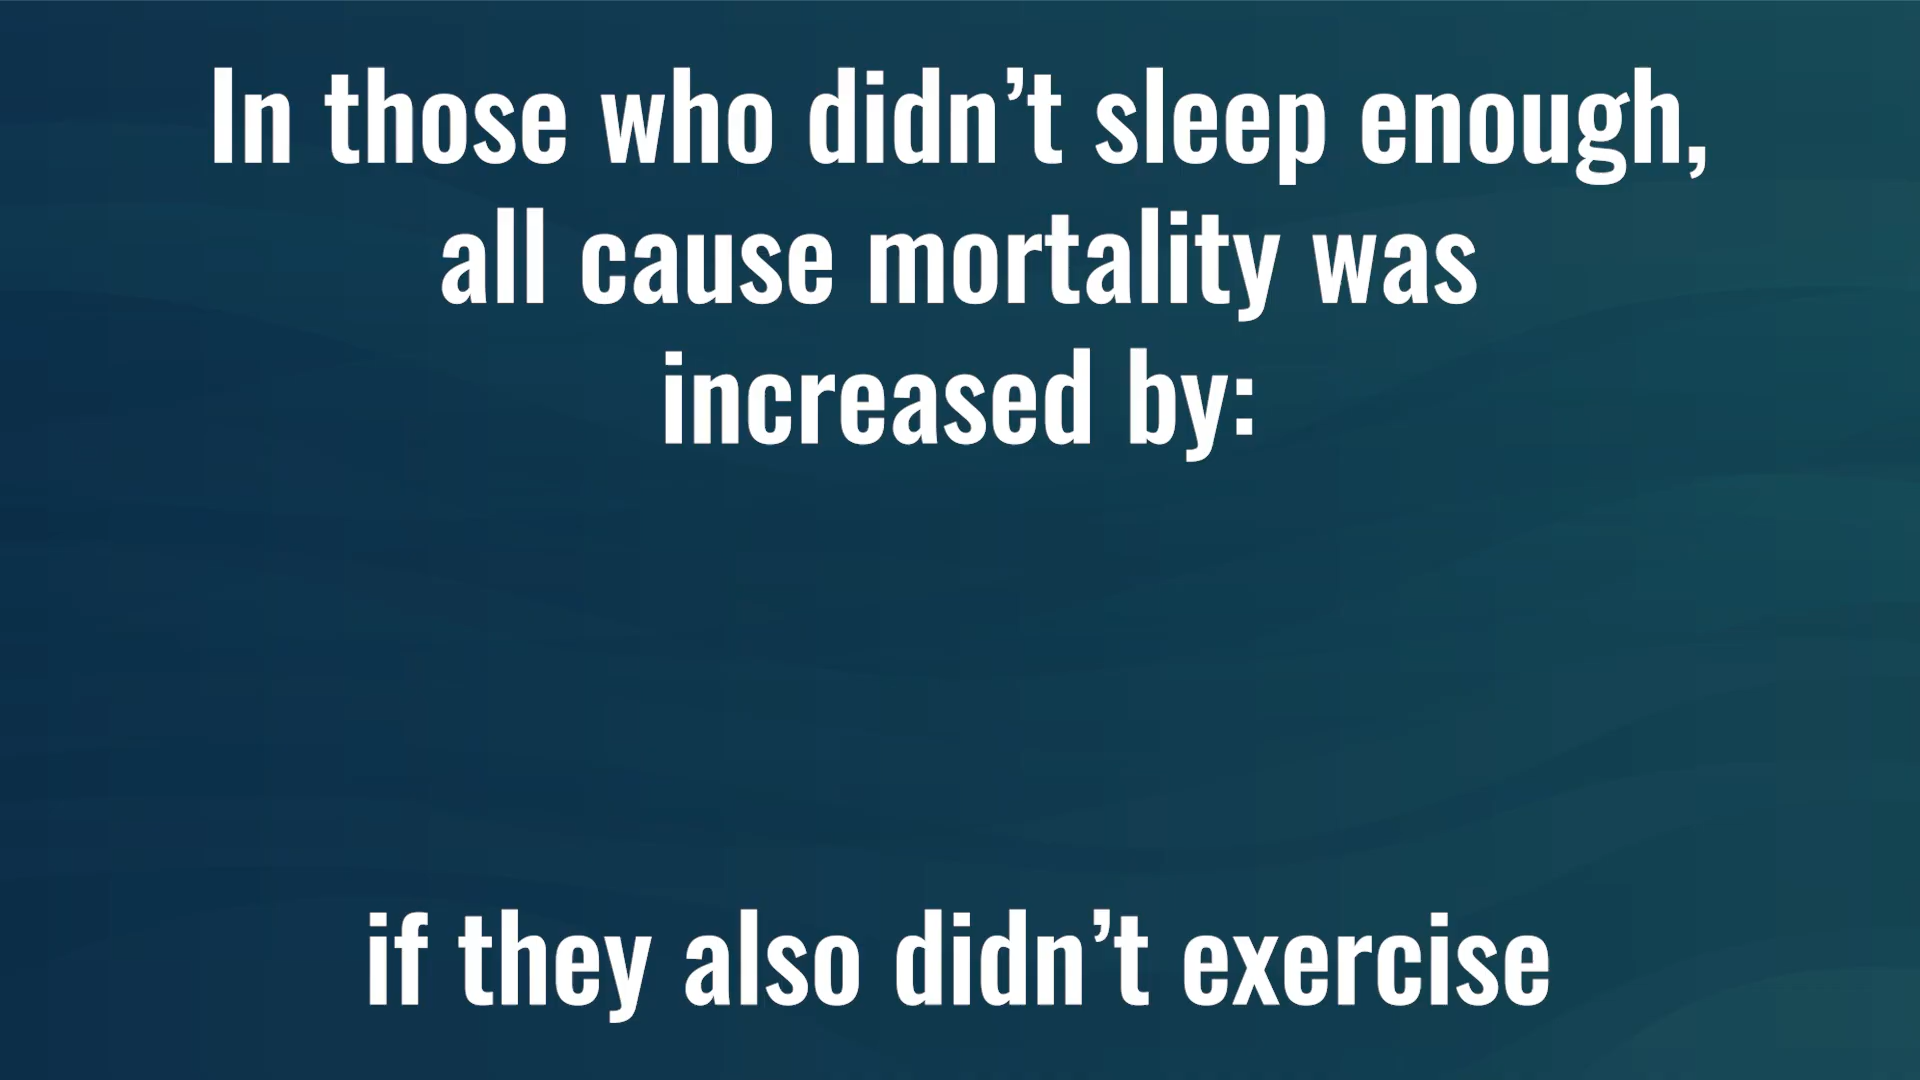 In those who didn’t sleep enough,
all cause mortality was
increased by:
if they also didn’t exercise